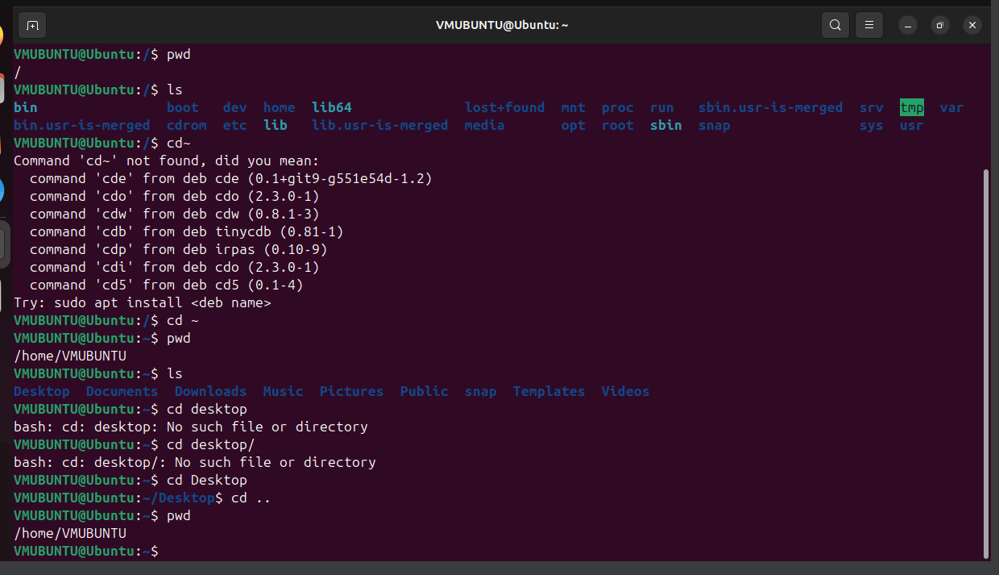 VMUBUNTU@Ubuntu: ~
VMUBUNTU@Ubuntu:/$ pwd
/
VMUBUNTU@Ubuntu:/$ ls
bin boot dev home lib64 lost+found mnt proc run sbin.usr-is-merged srv tmp var
bin.usr-is-merged cdrom etc lib lib.usr-is-merged media opt root sbin snap sys usr
VMUBUNTU@Ubuntu:/$ cd~
Command 'cd~' not found, did you mean:
command 'cde' from deb cde (0.1+git9-g551e54d-1.2)
command 'cdo' from deb cdo (2.3.0-1)
command 'cdw' from deb cdw (0.8.1-3)
command 'cdb' from deb tinycdb (0.81-1)
command 'cdp' from deb irpas (0.10-9)
command 'cdi' from deb cdo (2.3.0-1)
command 'cd5' from deb cd5 (0.1-4)
Try: sudo apt install <deb name>
VMUBUNTU@Ubuntu:/$ cd ~
VMUBUNTU@Ubuntu:~$ pwd
/home/VMUBUNTU
VMUBUNTU@Ubuntu:~$ ls
Desktop Documents Downloads Music Pictures Public snap Templates Videos
VMUBUNTU@Ubuntu:~$ cd desktop
bash: cd: desktop: No such file or directory
VMUBUNTU@Ubuntu:~$ cd desktop/
bash: cd: desktop/: No such file or directory
VMUBUNTU@Ubuntu:~$ cd Desktop
VMUBUNTU@Ubuntu:~/Desktop$ cd ..
VMUBUNTU@Ubuntu:~$ pwd
/home/VMUBUNTU
VMUBUNTU@Ubuntu:~$